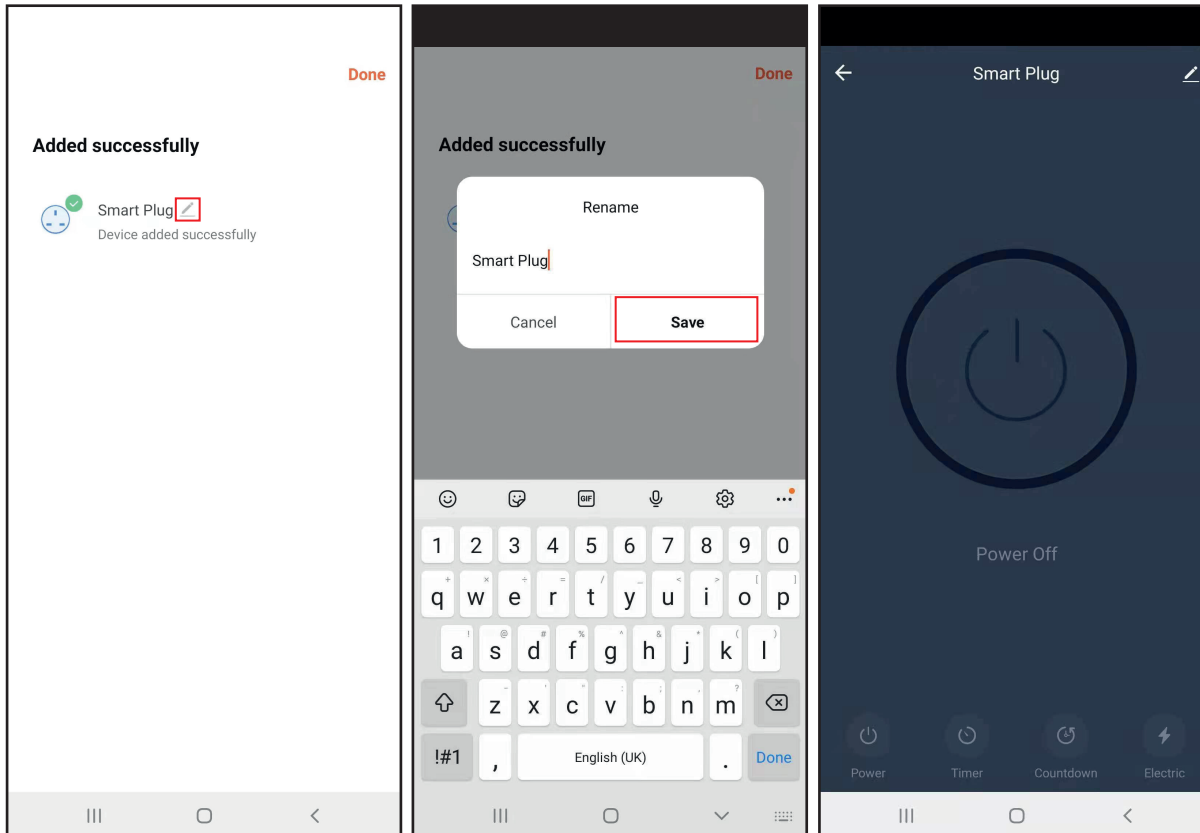 Done
Added successfully
Smart Plug
Device added successfully
Done
Added successfully
Rename
Smart Plug
Cancel
Save
GIF
1 2 3 4 5 6 7 8 9 0
q w e r t y u i o p
a s d f g h j k l
z x c v b n m
!#1 , English (UK) . Done
Smart Plug
Power Off
Power Timer Countdown Electric